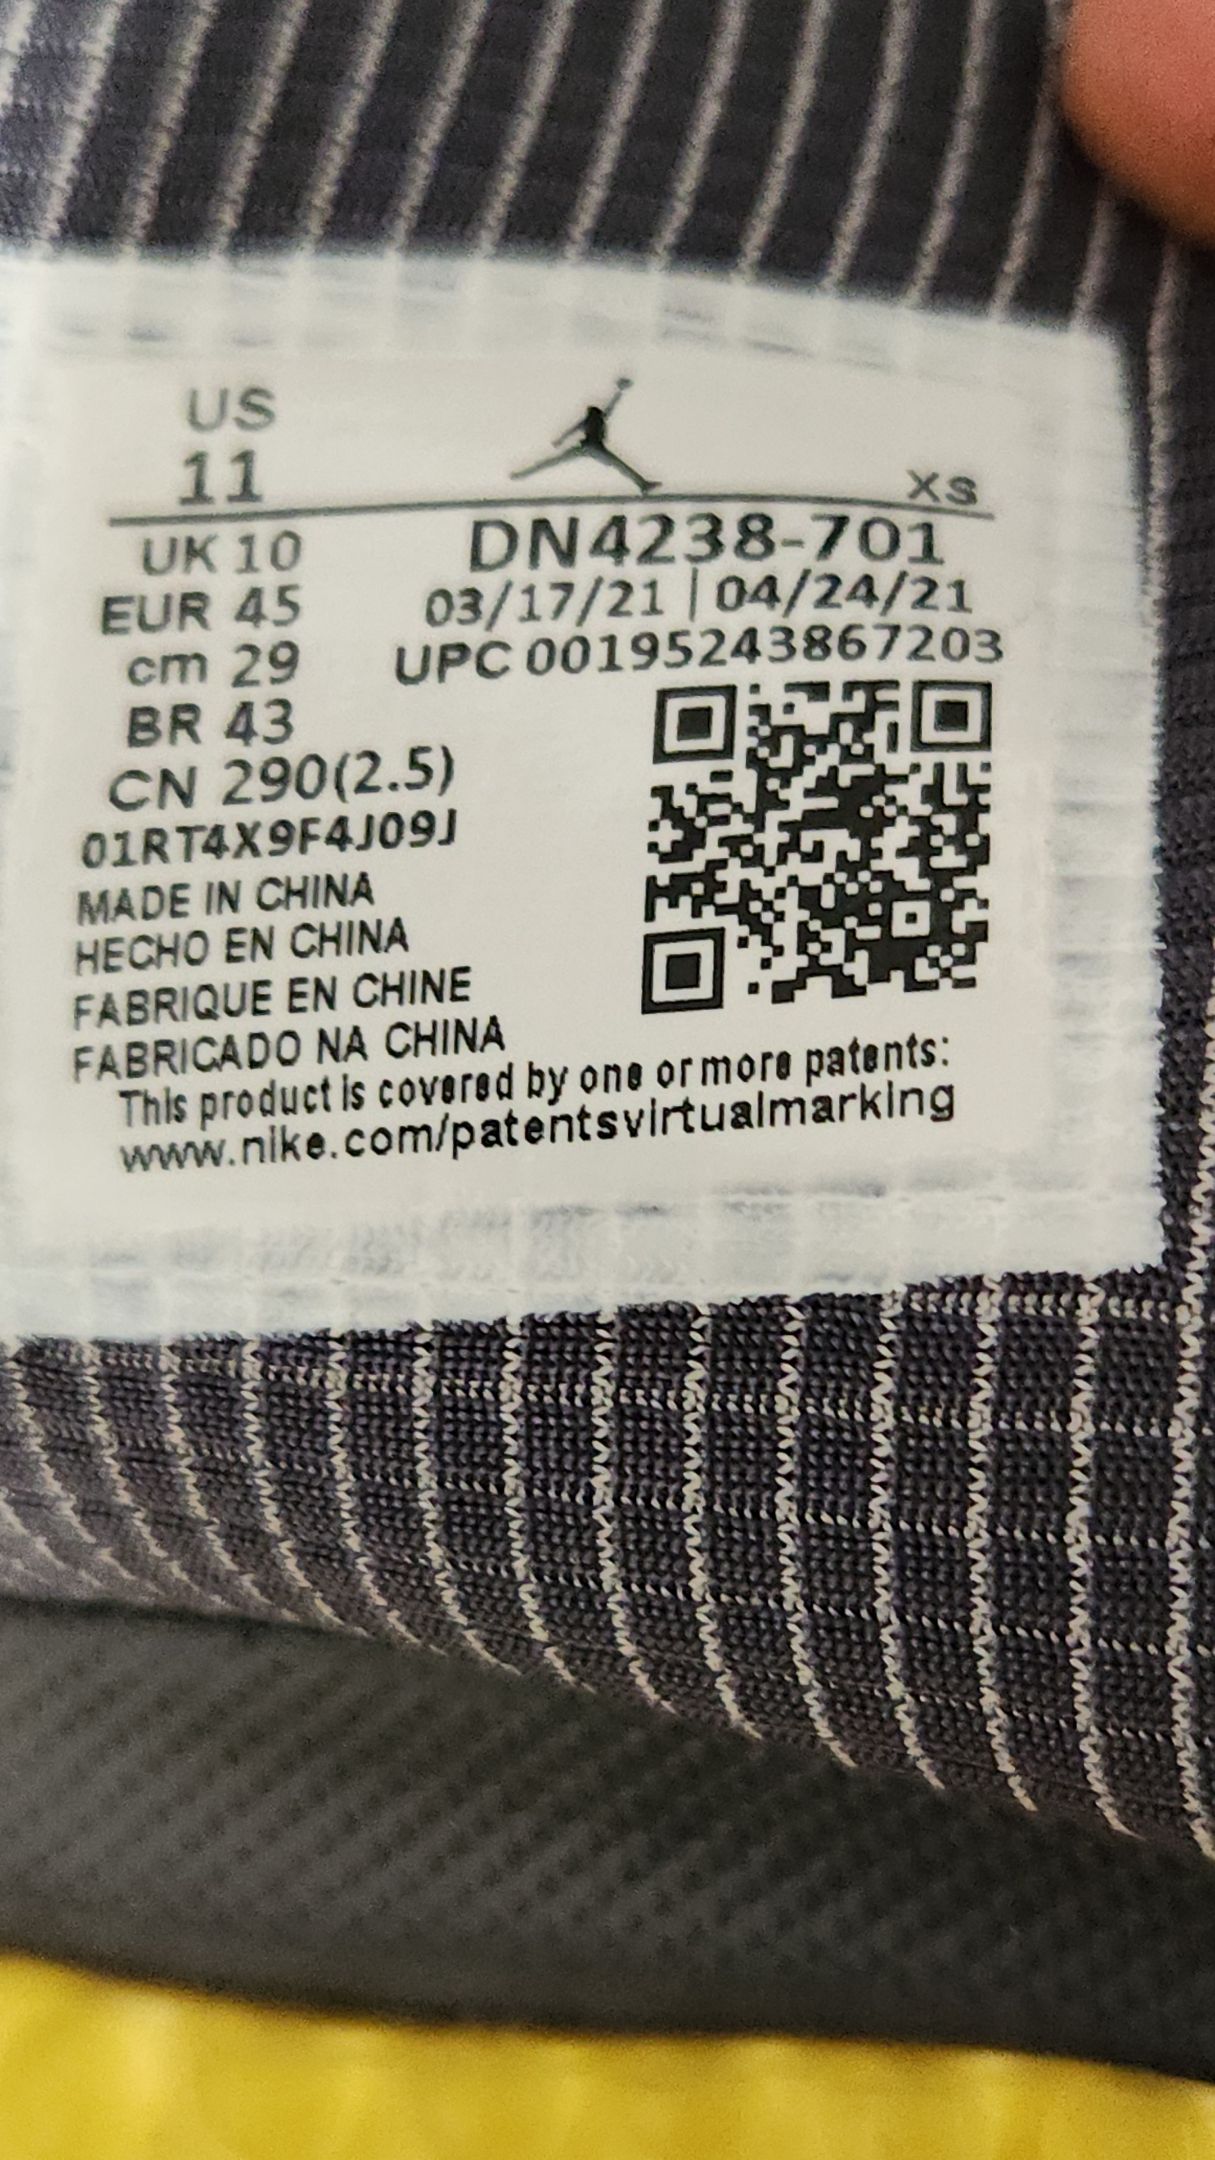 US
11
XS
UK 10
DN4238-701
EUR 45
03/17/21 | 04/24/21
cm 29
UPC 00195243867203
BR 43
CN 290(2.5)
01RT4X9F4J09J
MADE IN CHINA
HECHO EN CHINA
FABRIQUE EN CHINE
FABRICADO NA CHINA
This product is covered by one or more patents:
www.nike.com/patentsvirtualmarking